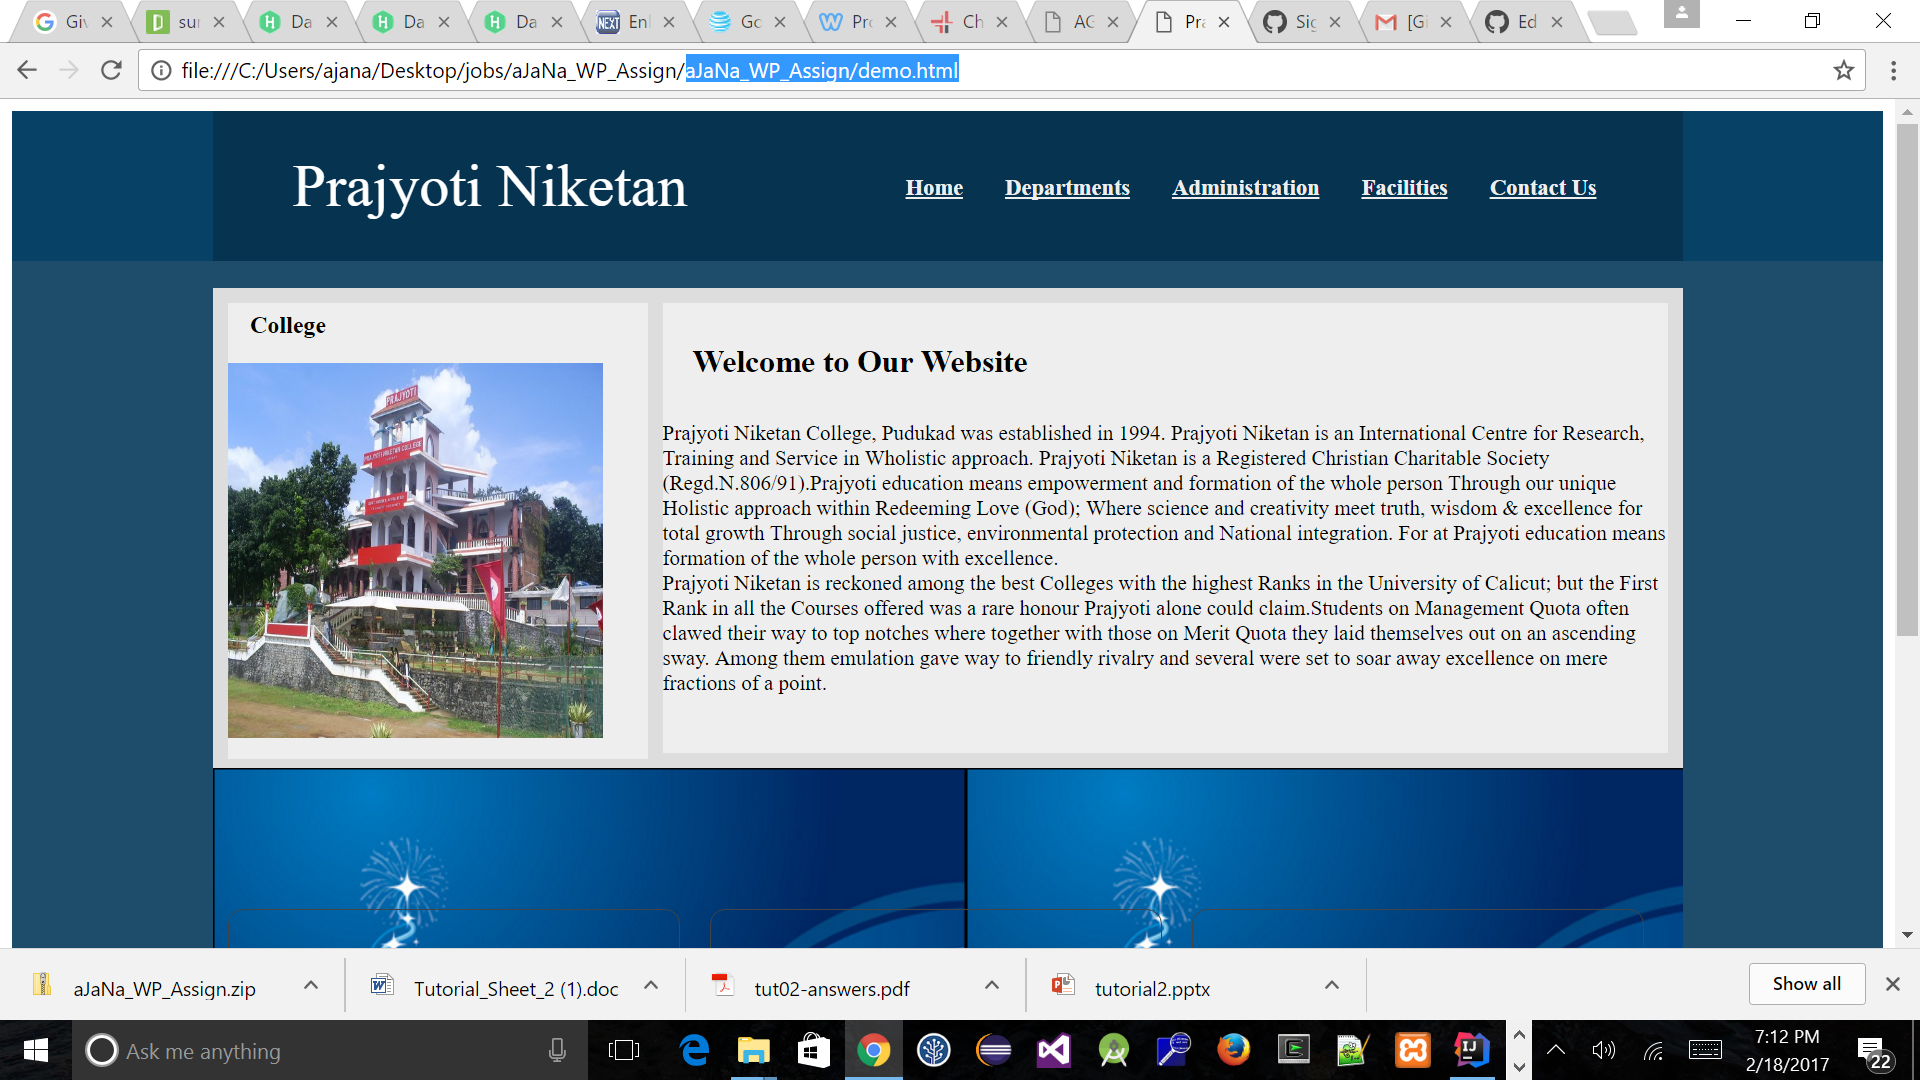 Giv
sur
Da
Da
Da
Enl
Go
Pro
Ch
AG
Pra
Sig
[Gi
Ed
file:///C:/Users/ajana/Desktop/jobs/aJaNa_WP_Assign/aJaNa_WP_Assign/demo.html
Prajyoti Niketan
Home Departments Administration Facilities Contact Us
College
PRAJYOTI
PRAJYOTI NIKETAN COLLEGE
Welcome to Our Website
Prajyoti Niketan College, Pudukad was established in 1994. Prajyoti Niketan is an International Centre for Research,
Training and Service in Wholistic approach. Prajyoti Niketan is a Registered Christian Charitable Society
(Regd.N.806/91).Prajyoti education means empowerment and formation of the whole person Through our unique
Holistic approach within Redeeming Love (God); Where science and creativity meet truth, wisdom & excellence for
total growth Through social justice, environmental protection and National integration. For at Prajyoti education means
formation of the whole person with excellence.
Prajyoti Niketan is reckoned among the best Colleges with the highest Ranks in the University of Calicut; but the First
Rank in all the Courses offered was a rare honour Prajyoti alone could claim.Students on Management Quota often
clawed their way to top notches where together with those on Merit Quota they laid themselves out on an ascending
sway. Among them emulation gave way to friendly rivalry and several were set to soar away excellence on mere
fractions of a point.
aJaNa_WP_Assign.zip
Tutorial_Sheet_2 (1).doc
tut02-answers.pdf
tutorial2.pptx
Show all
Ask me anything
7:12 PM
2/18/2017
22